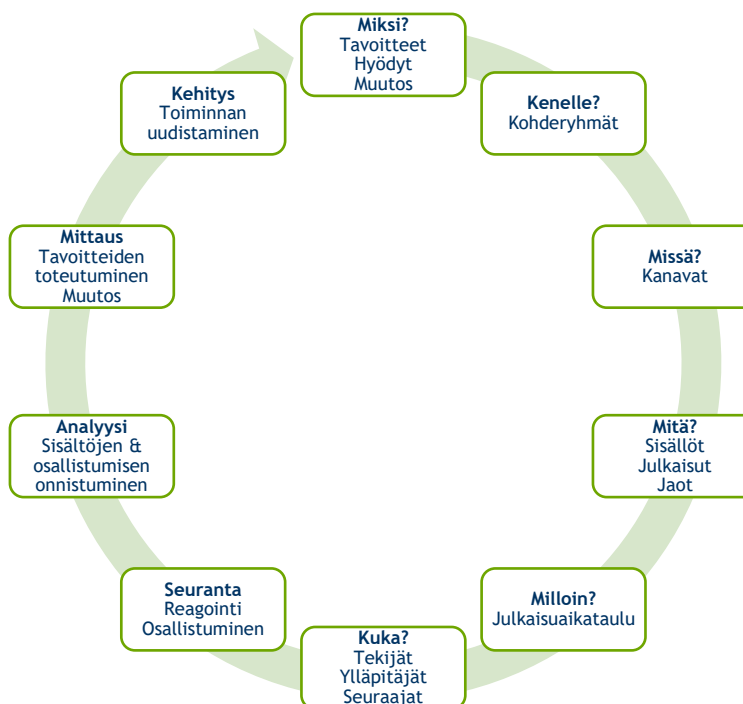 Miksi?
Tavoitteet
Hyödyt
Muutos
Kenelle?
Kohderyhmät
Missä?
Kanavat
Mitä?
Sisällöt
Julkaisut
Jaot
Milloin?
Julkaisuaikataulu
Kuka?
Tekijät
Ylläpitäjät
Seuraajat
Seuranta
Reagointi
Osallistuminen
Analyysi
Sisältöjen &
osallistumisen
onnistuminen
Mittaus
Tavoitteiden
toteutuminen
Muutos
Kehitys
Toiminnan
uudistaminen